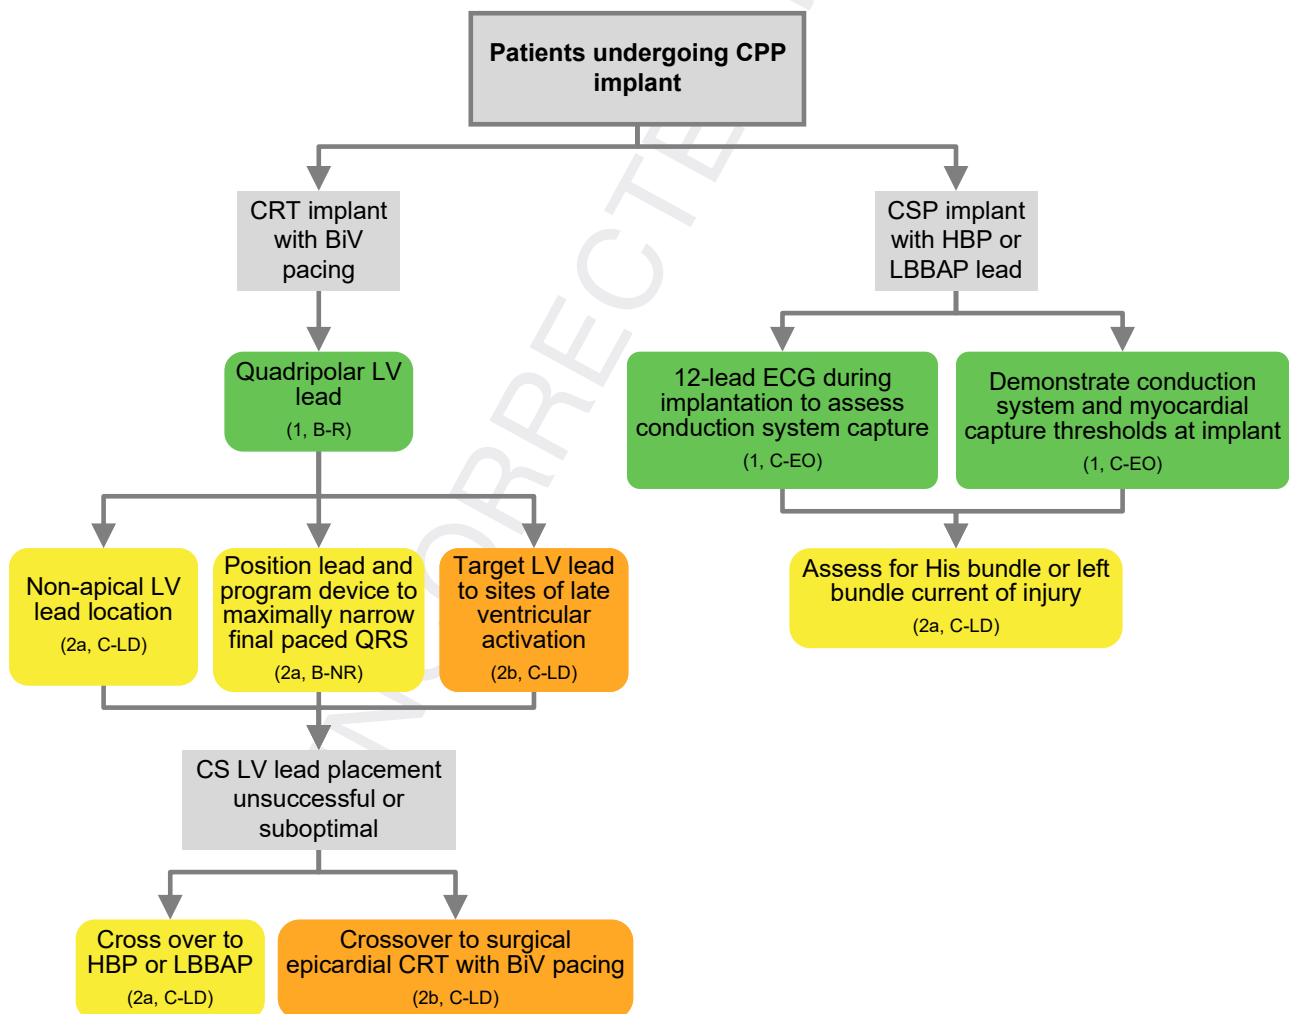 Patients undergoing CPP
implant
CRT implant
with BiV
pacing
CSP implant
with HBP or
LBBAP lead
Quadripolar LV
lead
(1, B-R)
12-lead ECG during
implantation to assess
conduction system capture
(1, C-EO)
Demonstrate conduction
system and myocardial
capture thresholds at implant
(1, C-EO)
Non-apical LV
lead location
(2a, C-LD)
Position lead and
program device to
maximally narrow
final paced QRS
(2a, B-NR)
Target LV lead
to sites of late
ventricular
activation
(2b, C-LD)
Assess for His bundle or left
bundle current of injury
(2a, C-LD)
CS LV lead placement
unsuccessful or
suboptimal
Cross over to
HBP or LBBAP
(2a, C-LD)
Crossover to surgical
epicardial CRT with BiV pacing
(2b, C-LD)
NCORRECTE